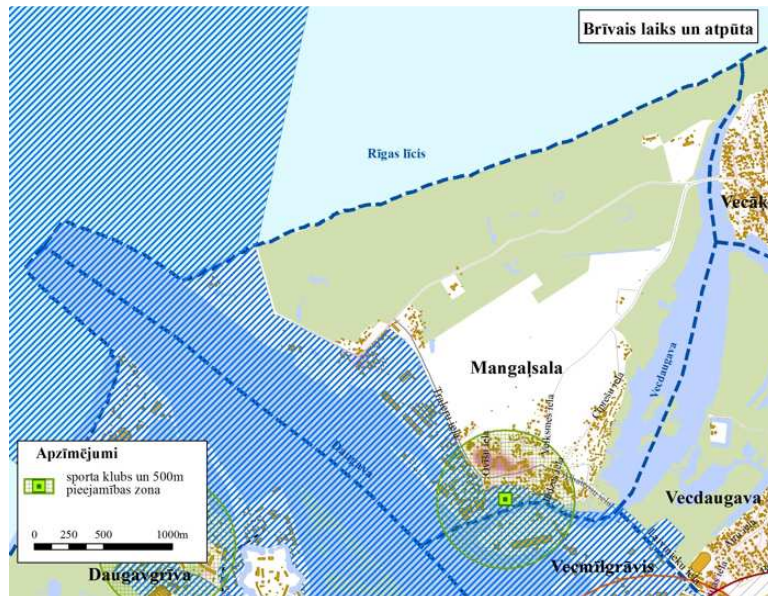 Brīvais laiks un atpūta
Rīgas līcis
Vecāk
Mangaļsala
Vecdaugava
Daugava
Apzīmējumi
sporta klubs un 500m
pieejamības zona
0 250 500 1000m
Vecdaugava
Vecmīlgrāvis
Daugavgrīva